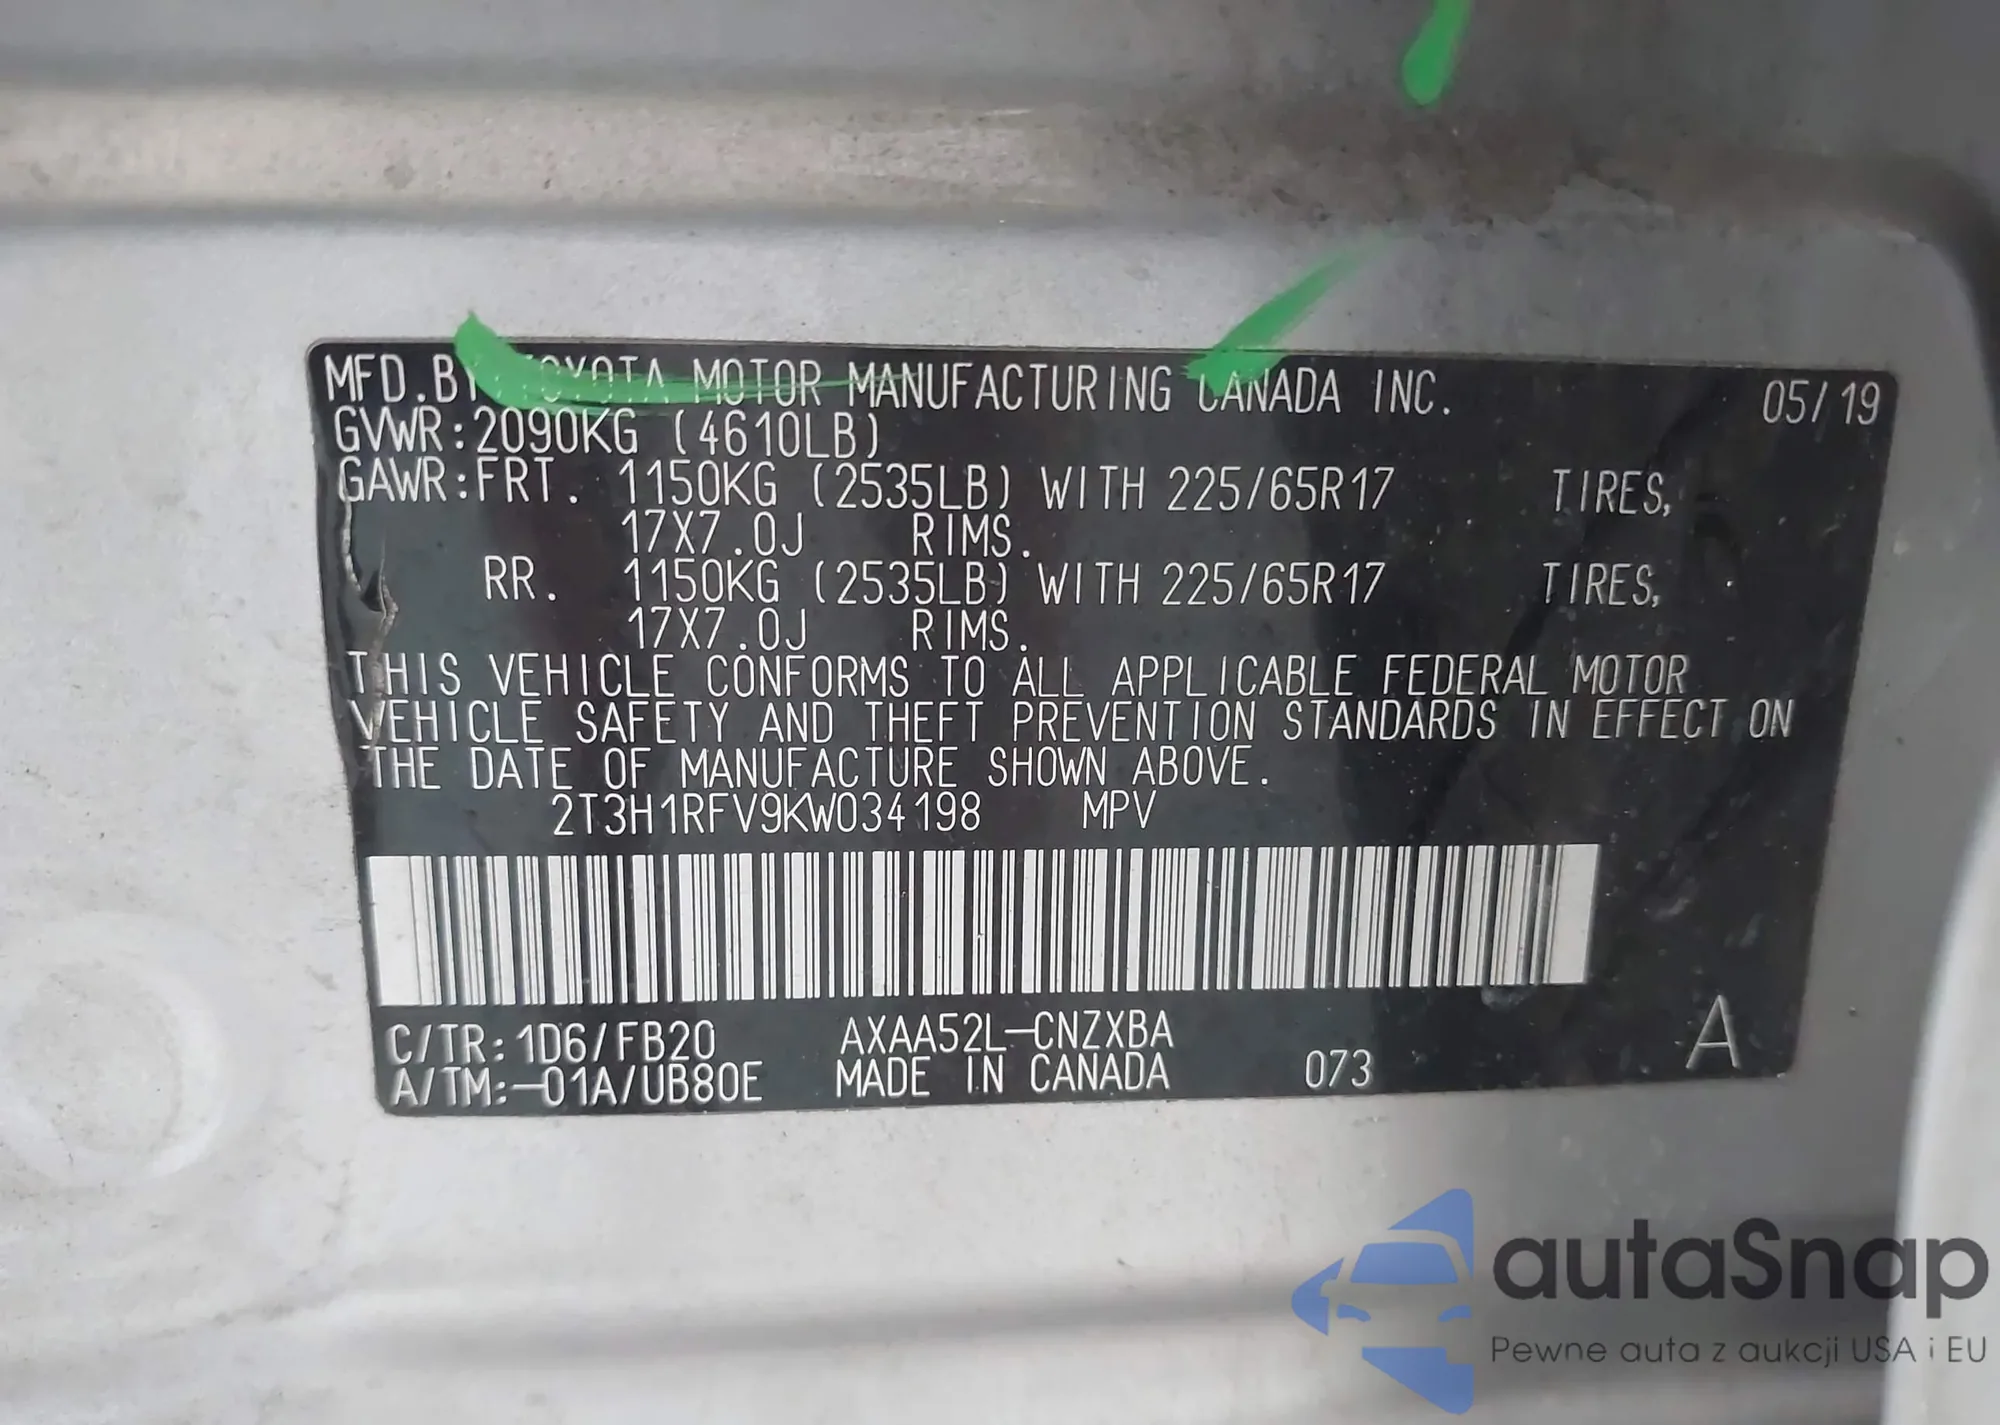 MFD.BY TOYOTA MOTOR MANUFACTURING CANADA INC. 05/19
GVWR:2090KG (4610LB)
GAWR:FRT. 1150KG (2535LB) WITH 225/65R17 TIRES,
17X7.0J RIMS.
RR. 1150KG (2535LB) WITH 225/65R17 TIRES,
17X7.0J RIMS.
THIS VEHICLE CONFORMS TO ALL APPLICABLE FEDERAL MOTOR
VEHICLE SAFETY AND THEFT PREVENTION STANDARDS IN EFFECT ON
THE DATE OF MANUFACTURE SHOWN ABOVE.
2T3H1RFV9KW034198 MPV
C/TR:1D6/FB20 AXAA52L-CNZXBA
A/TM:-01A/UB80E MADE IN CANADA 073 A
autaSnap
Pewne auta z aukcji USA i EU